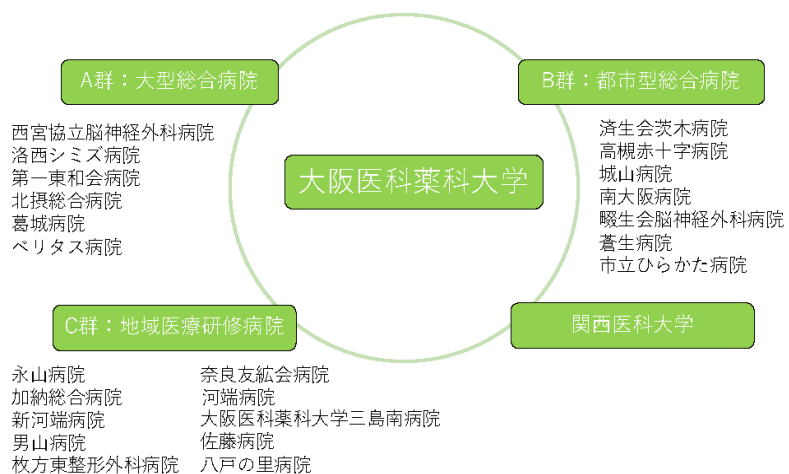 A群：大型総合病院
西宮協立脳神経外科病院
洛西シミズ病院
第一東和会病院
北摂総合病院
葛城病院
ベリタス病院
B群：都市型総合病院
済生会茨木病院
高槻赤十字病院
城山病院
南大阪病院
畷生会脳神経外科病院
蒼生病院
市立ひらかた病院
大阪医科薬科大学
C群：地域医療研修病院
永山病院
加納総合病院
新河端病院
男山病院
枚方東整形外科病院
奈良友紘会病院
河端病院
大阪医科薬科大学三島南病院
佐藤病院
八戸の里病院
関西医科大学